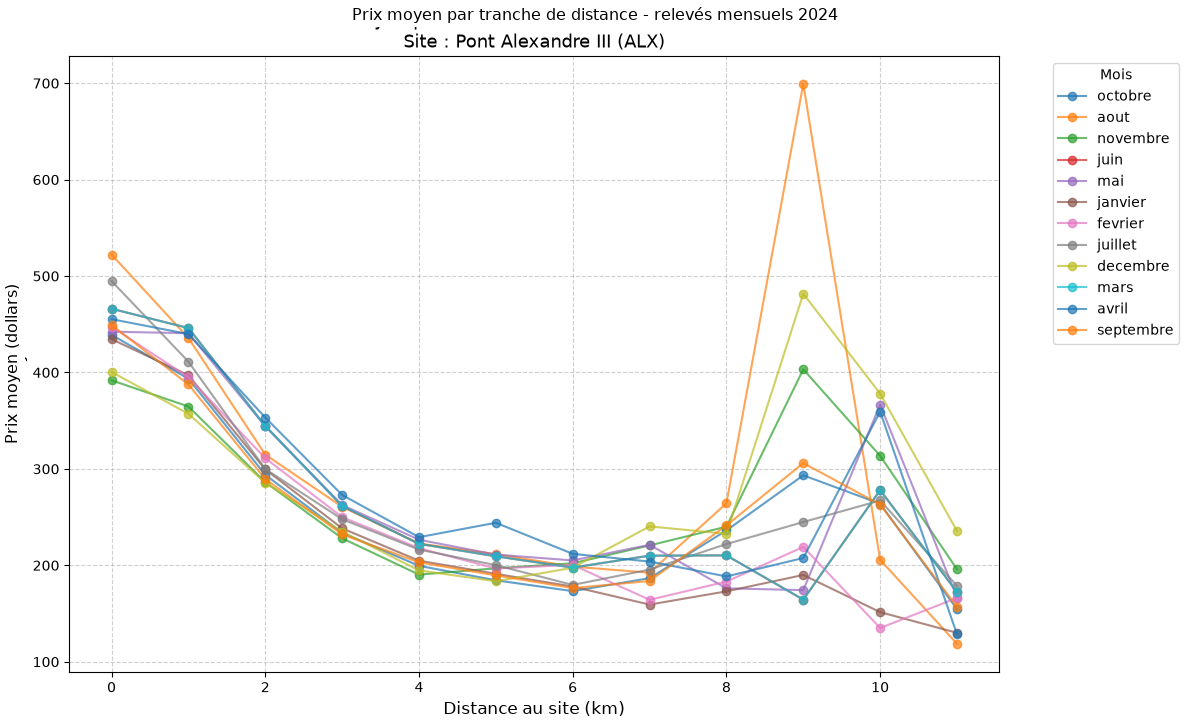 Prix moyen par tranche de distance - relevés mensuels 2024
Site : Pont Alexandre III (ALX)
Prix moyen (dollars)
700
600
500
400
300
200
100
0
2
4
6
8
10
Distance au site (km)
Mois
octobre
aout
novembre
juin
mai
janvier
fevrier
juillet
decembre
mars
avril
septembre